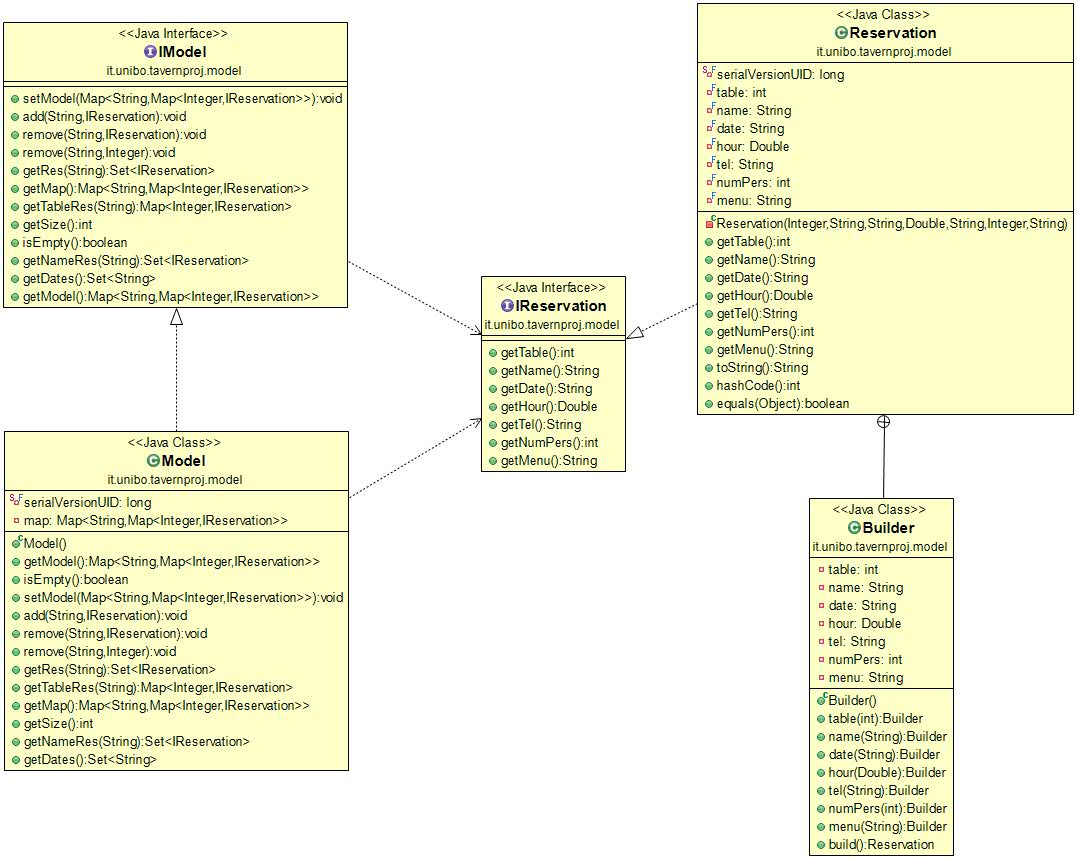 <<Java Interface>>
IModel
it.unibo.tavernproj.model
setModel(Map<String,Map<Integer,IReservation>>):void
add(String,IReservation):void
remove(String,IReservation):void
remove(String,Integer):void
getRes(String):Set<IReservation>
getMap():Map<String,Map<Integer,IReservation>>
getTableRes(String):Map<Integer,IReservation>
getSize():int
isEmpty():boolean
getNameRes(String):Set<IReservation>
getDates():Set<String>
getModel():Map<String,Map<Integer,IReservation>>
<<Java Class>>
Model
it.unibo.tavernproj.model
serialVersionUID: long
map: Map<String,Map<Integer,IReservation>>
Model()
getModel():Map<String,Map<Integer,IReservation>>
isEmpty():boolean
setModel(Map<String,Map<Integer,IReservation>>):void
add(String,IReservation):void
remove(String,IReservation):void
remove(String,Integer):void
getRes(String):Set<IReservation>
getTableRes(String):Map<Integer,IReservation>
getMap():Map<String,Map<Integer,IReservation>>
getSize():int
getNameRes(String):Set<IReservation>
getDates():Set<String>
<<Java Interface>>
IReservation
it.unibo.tavernproj.model
getTable():int
getName():String
getDate():String
getHour():Double
getTel():String
getNumPers():int
getMenu():String
<<Java Class>>
Reservation
it.unibo.tavernproj.model
serialVersionUID: long
table: int
name: String
date: String
hour: Double
tel: String
numPers: int
menu: String
Reservation(Integer,String,String,Double,String,Integer,String)
getTable():int
getName():String
getDate():String
getHour():Double
getTel():String
getNumPers():int
getMenu():String
toString():String
hashCode():int
equals(Object):boolean
<<Java Class>>
Builder
it.unibo.tavernproj.model
table: int
name: String
date: String
hour: Double
tel: String
numPers: int
menu: String
Builder()
table(int):Builder
name(String):Builder
date(String):Builder
hour(Double):Builder
tel(String):Builder
numPers(int):Builder
menu(String):Builder
build():Reservation